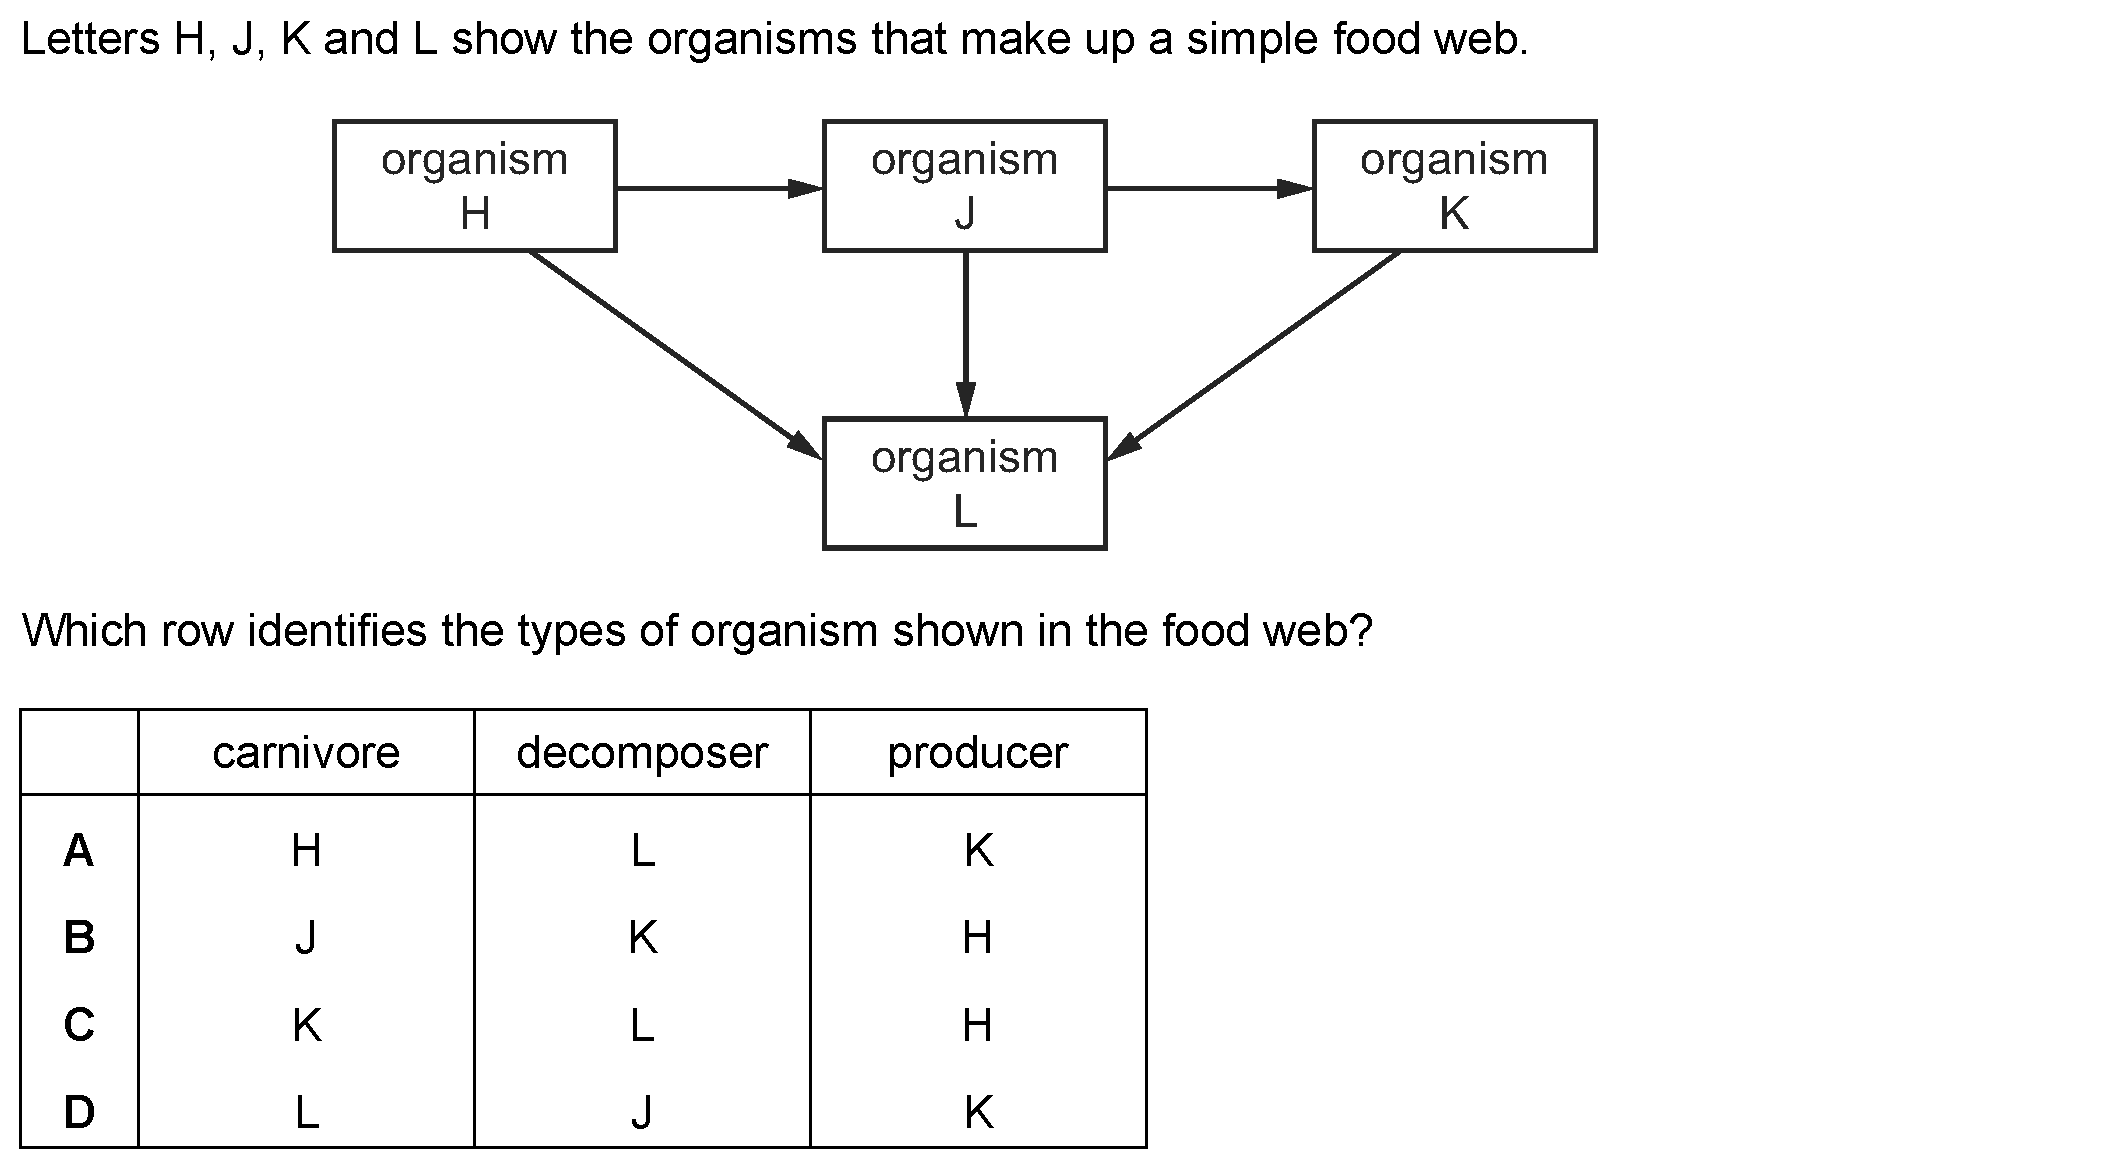 Letters H, J, K and L show the organisms that make up a simple food web.
organism organism organism
H J K
organism
L
Which row identifies the types of organism shown in the food web?
carnivore decomposer producer
A H L K
B J K H
C K L H
D L J K